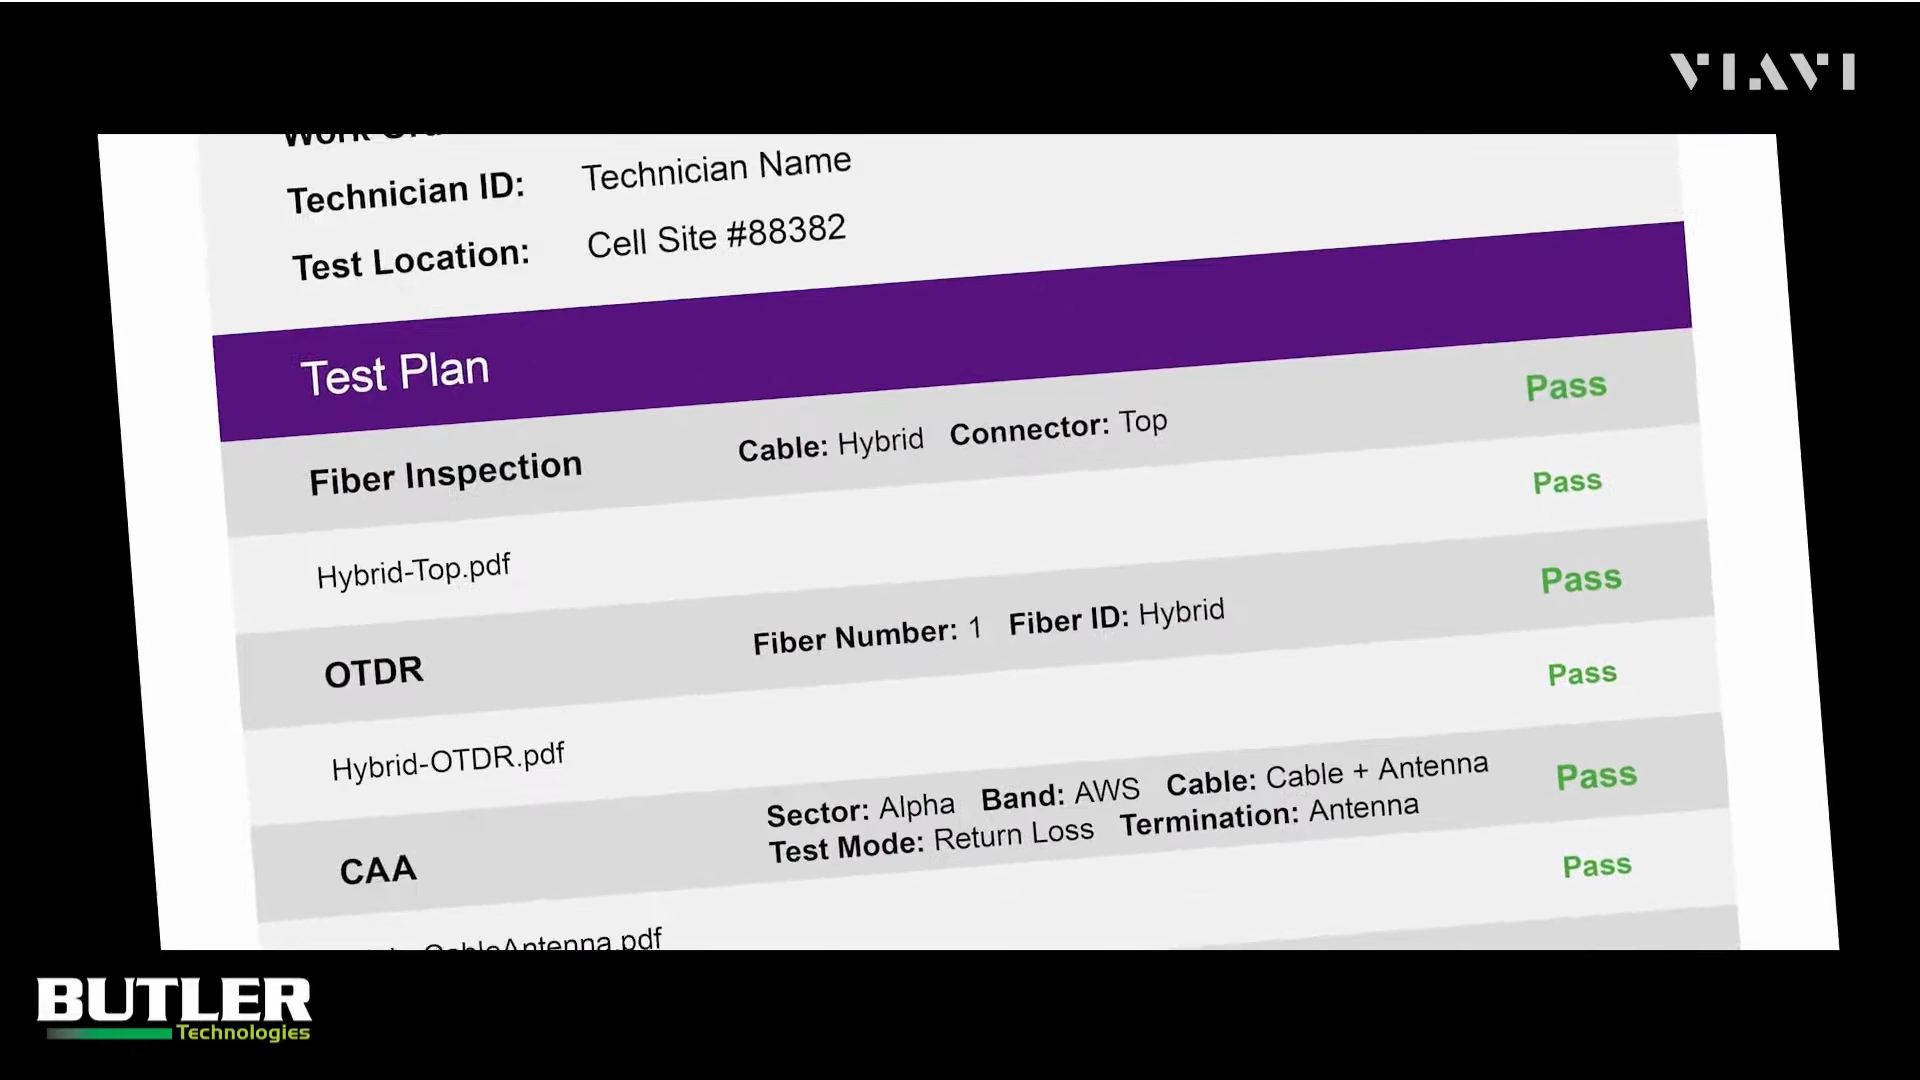 VIAVI
Technician ID: Technician Name
Test Location: Cell Site #88382
Test Plan
Fiber Inspection Cable: Hybrid Connector: Top Pass
Hybrid-Top.pdf Pass
OTDR Fiber Number: 1 Fiber ID: Hybrid Pass
Hybrid-OTDR.pdf Pass
CAA Sector: Alpha Band: AWS Cable: Cable + Antenna Pass
Test Mode: Return Loss Termination: Antenna
CableAntenna.pdf Pass
BUTLER
Technologies